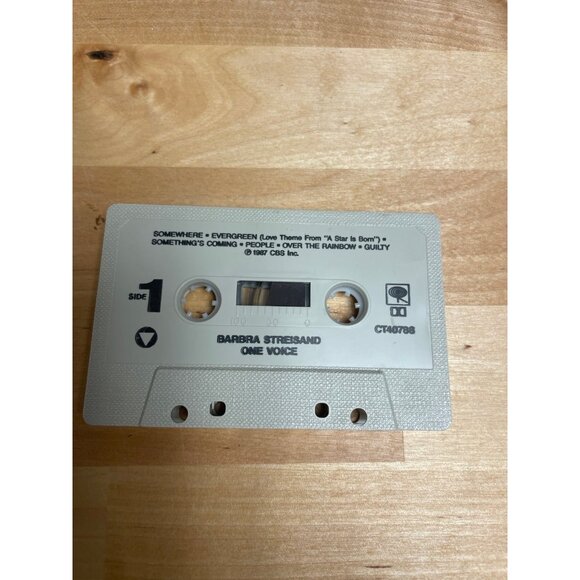 SOMEWHERE • EVERGREEN (Love Theme From "A Star Is Born") •
SOMETHING'S COMING • PEOPLE • OVER THE RAINBOW • GUILTY
℗ 1987 CBS Inc.
SIDE 1
CT40788
BARBRA STREISAND
ONE VOICE